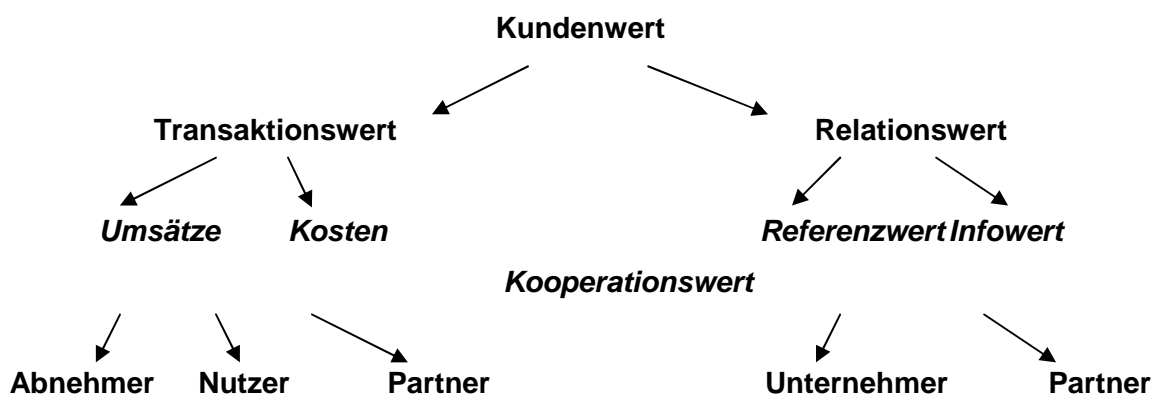 Kundenwert
Transaktionswert Relationswert
Umsätze Kosten Referenzwert Infowert
Kooperationswert
Abnehmer Nutzer Partner Unternehmer Partner